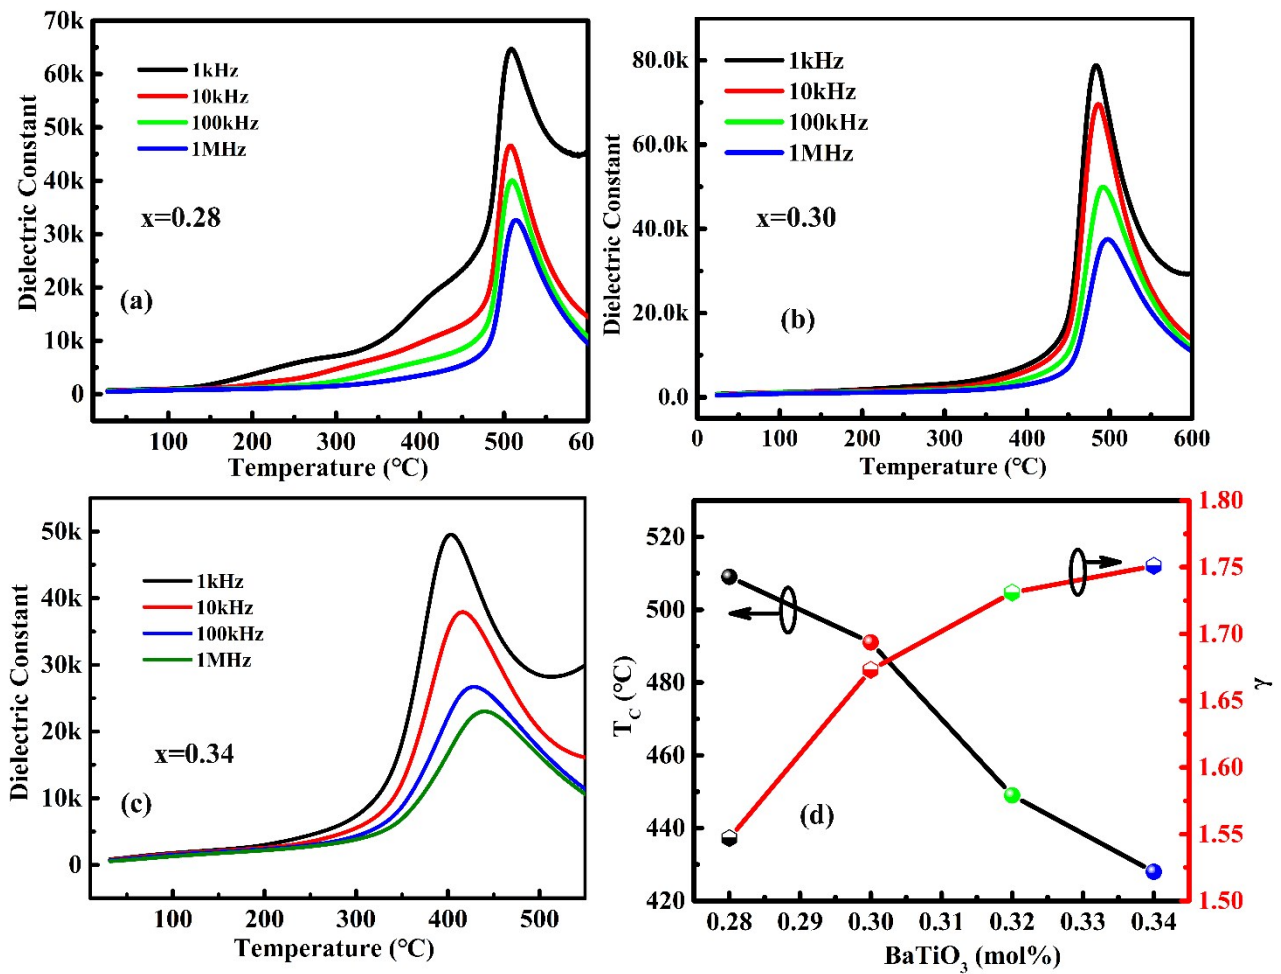 70k
60k
50k
40k
30k
20k
10k
0
Dielectric Constant
1kHz
10kHz
100kHz
1MHz
x=0.28
(a)
100 200 300 400 500 600
Temperature (°C)
80.0k
60.0k
40.0k
20.0k
0.0
Dielectric Constant
1kHz
10kHz
100kHz
1MHz
x=0.30
(b)
0 100 200 300 400 500 600
Temperature (°C)
50k
40k
30k
20k
10k
0
Dielectric Constant
1kHz
10kHz
100kHz
1MHz
x=0.34
(c)
100 200 300 400 500
Temperature (°C)
520
500
480
460
440
420
T_C (°C)
1.80
1.75
1.70
1.65
1.60
1.55
1.50
γ
(d)
0.28 0.29 0.30 0.31 0.32 0.33 0.34
BaTiO₃ (mol%)